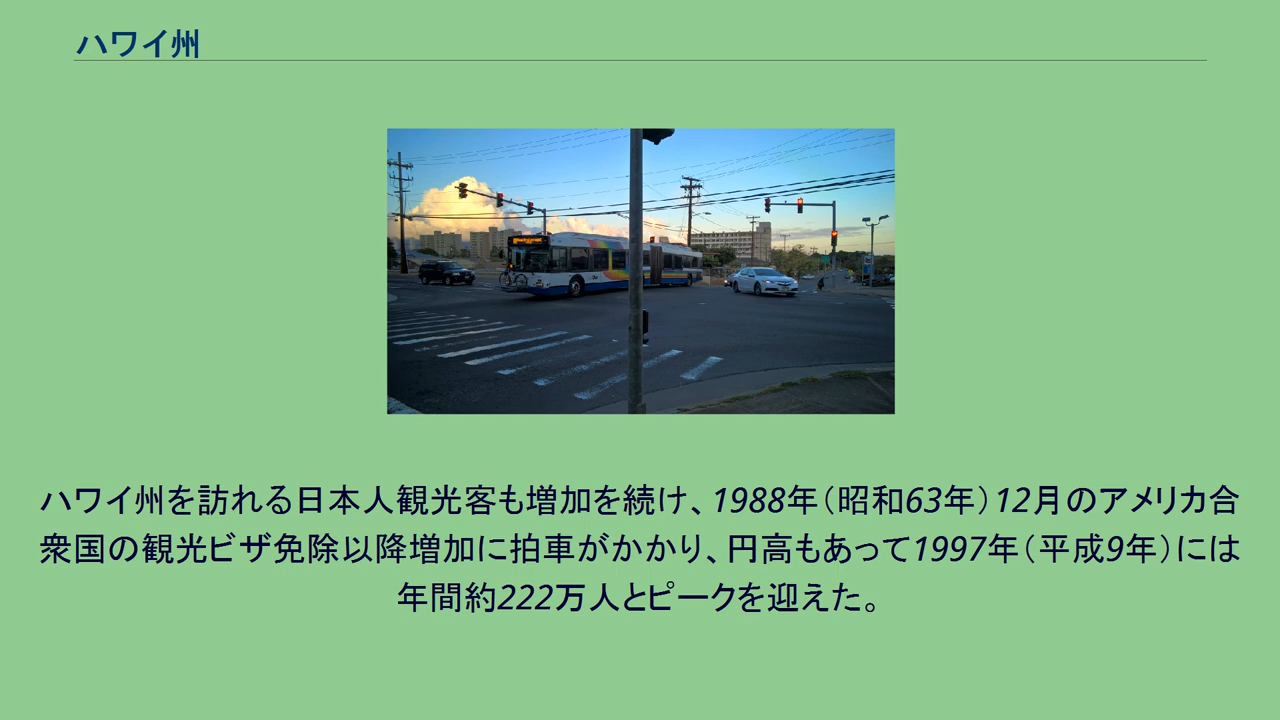 ハワイ州
ハワイ州を訪れる日本人観光客も増加を続け、1988年（昭和63年）12月のアメリカ合
衆国の観光ビザ免除以降増加に拍車がかかり、円高もあって1997年（平成9年）には
年間約222万人とピークを迎えた。